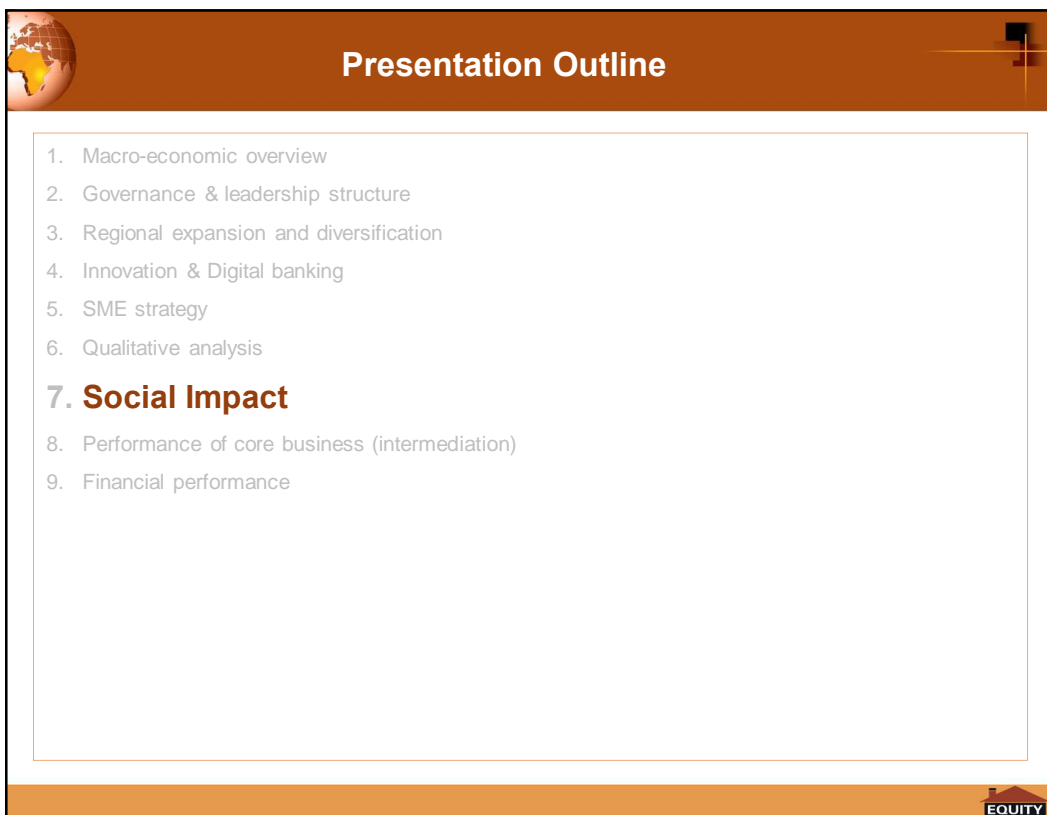 Presentation Outline
1. Macro-economic overview
2. Governance & leadership structure
3. Regional expansion and diversification
4. Innovation & Digital banking
5. SME strategy
6. Qualitative analysis
7. Social Impact
8. Performance of core business (intermediation)
9. Financial performance
EQUITY